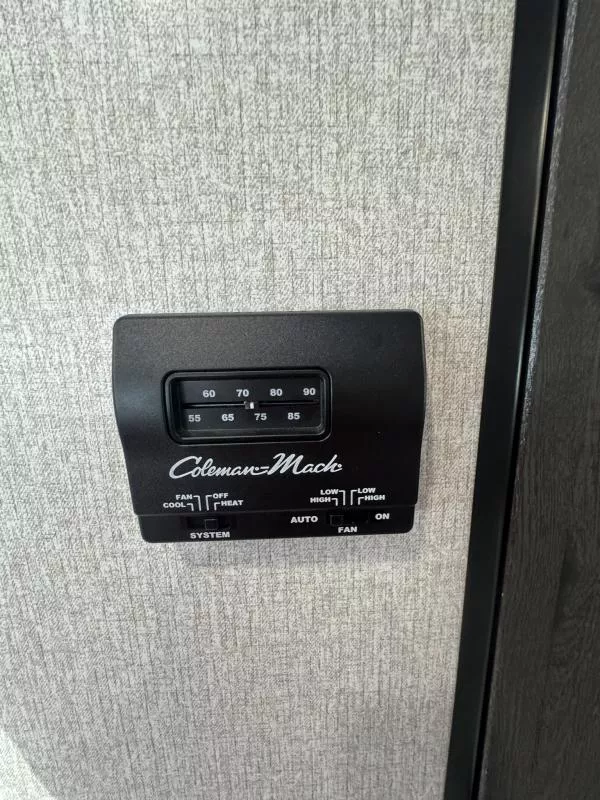 60 70 80 90
55 65 75 85
Coleman-Mach
FAN OFF
COOL HEAT
SYSTEM
LOW LOW
HIGH HIGH
AUTO ON
FAN